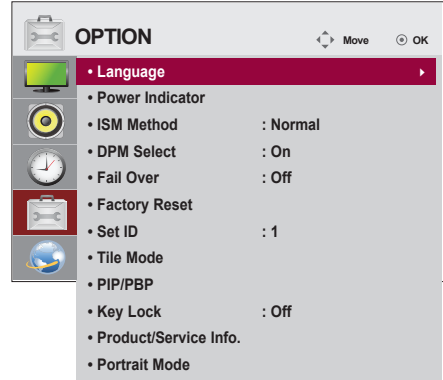 OPTION Move OK
• Language
• Power Indicator
• ISM Method : Normal
• DPM Select : On
• Fail Over : Off
• Factory Reset
• Set ID : 1
• Tile Mode
• PIP/PBP
• Key Lock : Off
• Product/Service Info.
• Portrait Mode